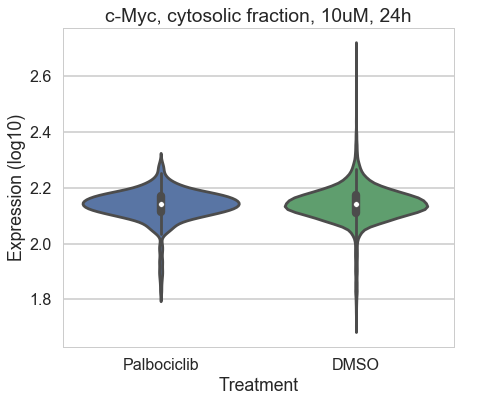 c-Myc, cytosolic fraction, 10uM, 24h
Expression (log10)
2.6
2.4
2.2
2.0
1.8
Palbociclib
DMSO
Treatment